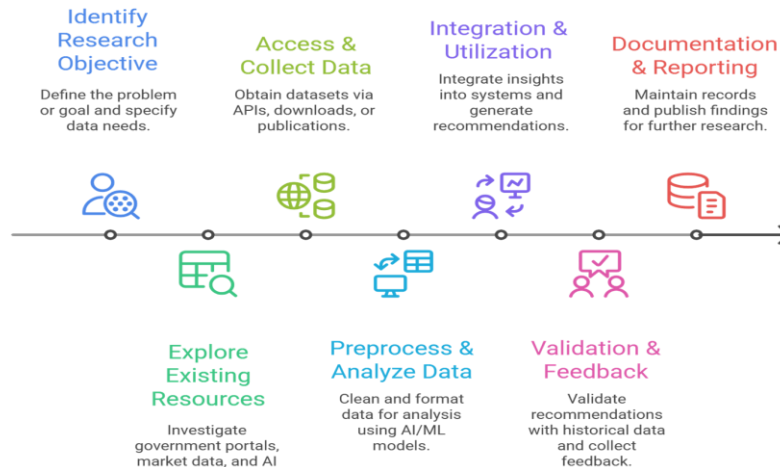 Identify
Research
Objective
Define the problem
or goal and specify
data needs.
Access &
Collect Data
Obtain datasets via
APIs, downloads, or
publications.
Integration &
Utilization
Integrate insights
into systems and
generate
recommendations.
Documentation
& Reporting
Maintain records
and publish findings
for further research.
Explore
Existing
Resources
Investigate
government portals,
market data, and AI
Preprocess &
Analyze Data
Clean and format
data for analysis
using AI/ML
models.
Validation &
Feedback
Validate
recommendations
with historical data
and collect
feedback.